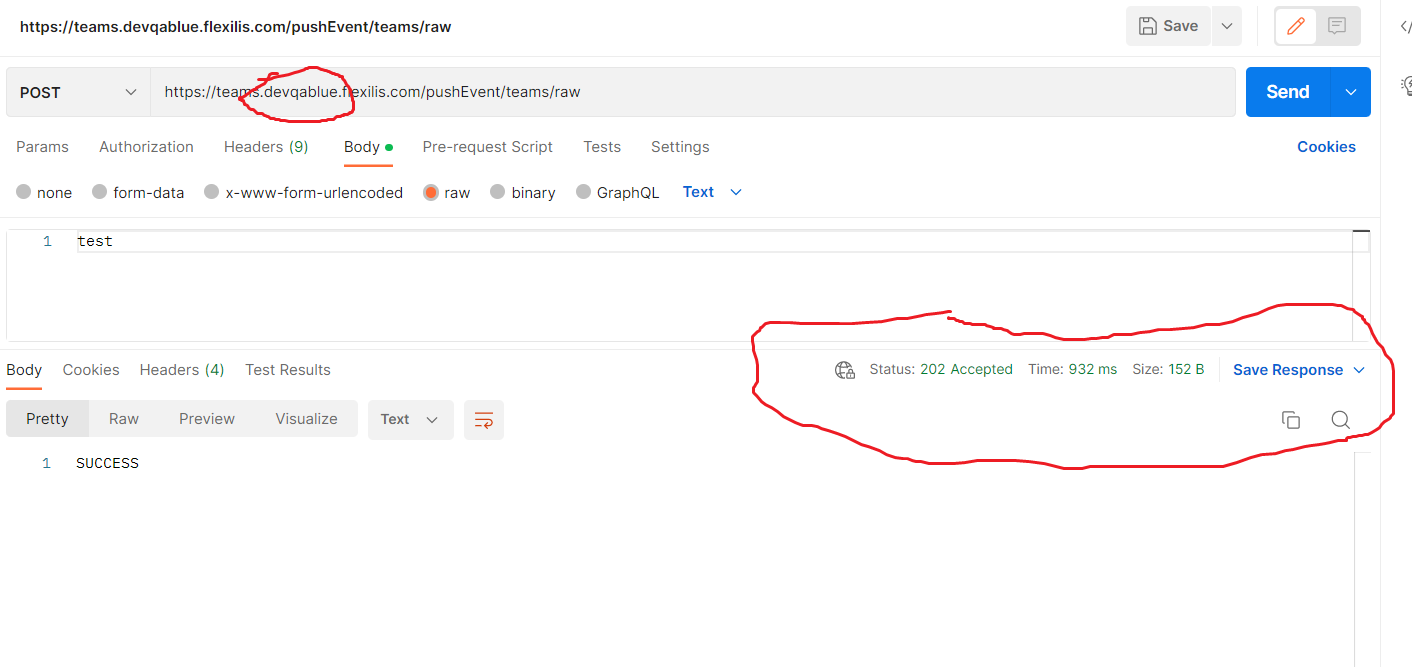 https://teams.devqablue.flexilis.com/pushEvent/teams/raw
Save
POST
https://teams.devqablue.flexilis.com/pushEvent/teams/raw
Send
Params Authorization Headers (9) Body Pre-request Script Tests Settings Cookies
none form-data x-www-form-urlencoded raw binary GraphQL Text
1 test
Body Cookies Headers (4) Test Results Status: 202 Accepted Time: 932 ms Size: 152 B Save Response
Pretty Raw Preview Visualize Text
1 SUCCESS